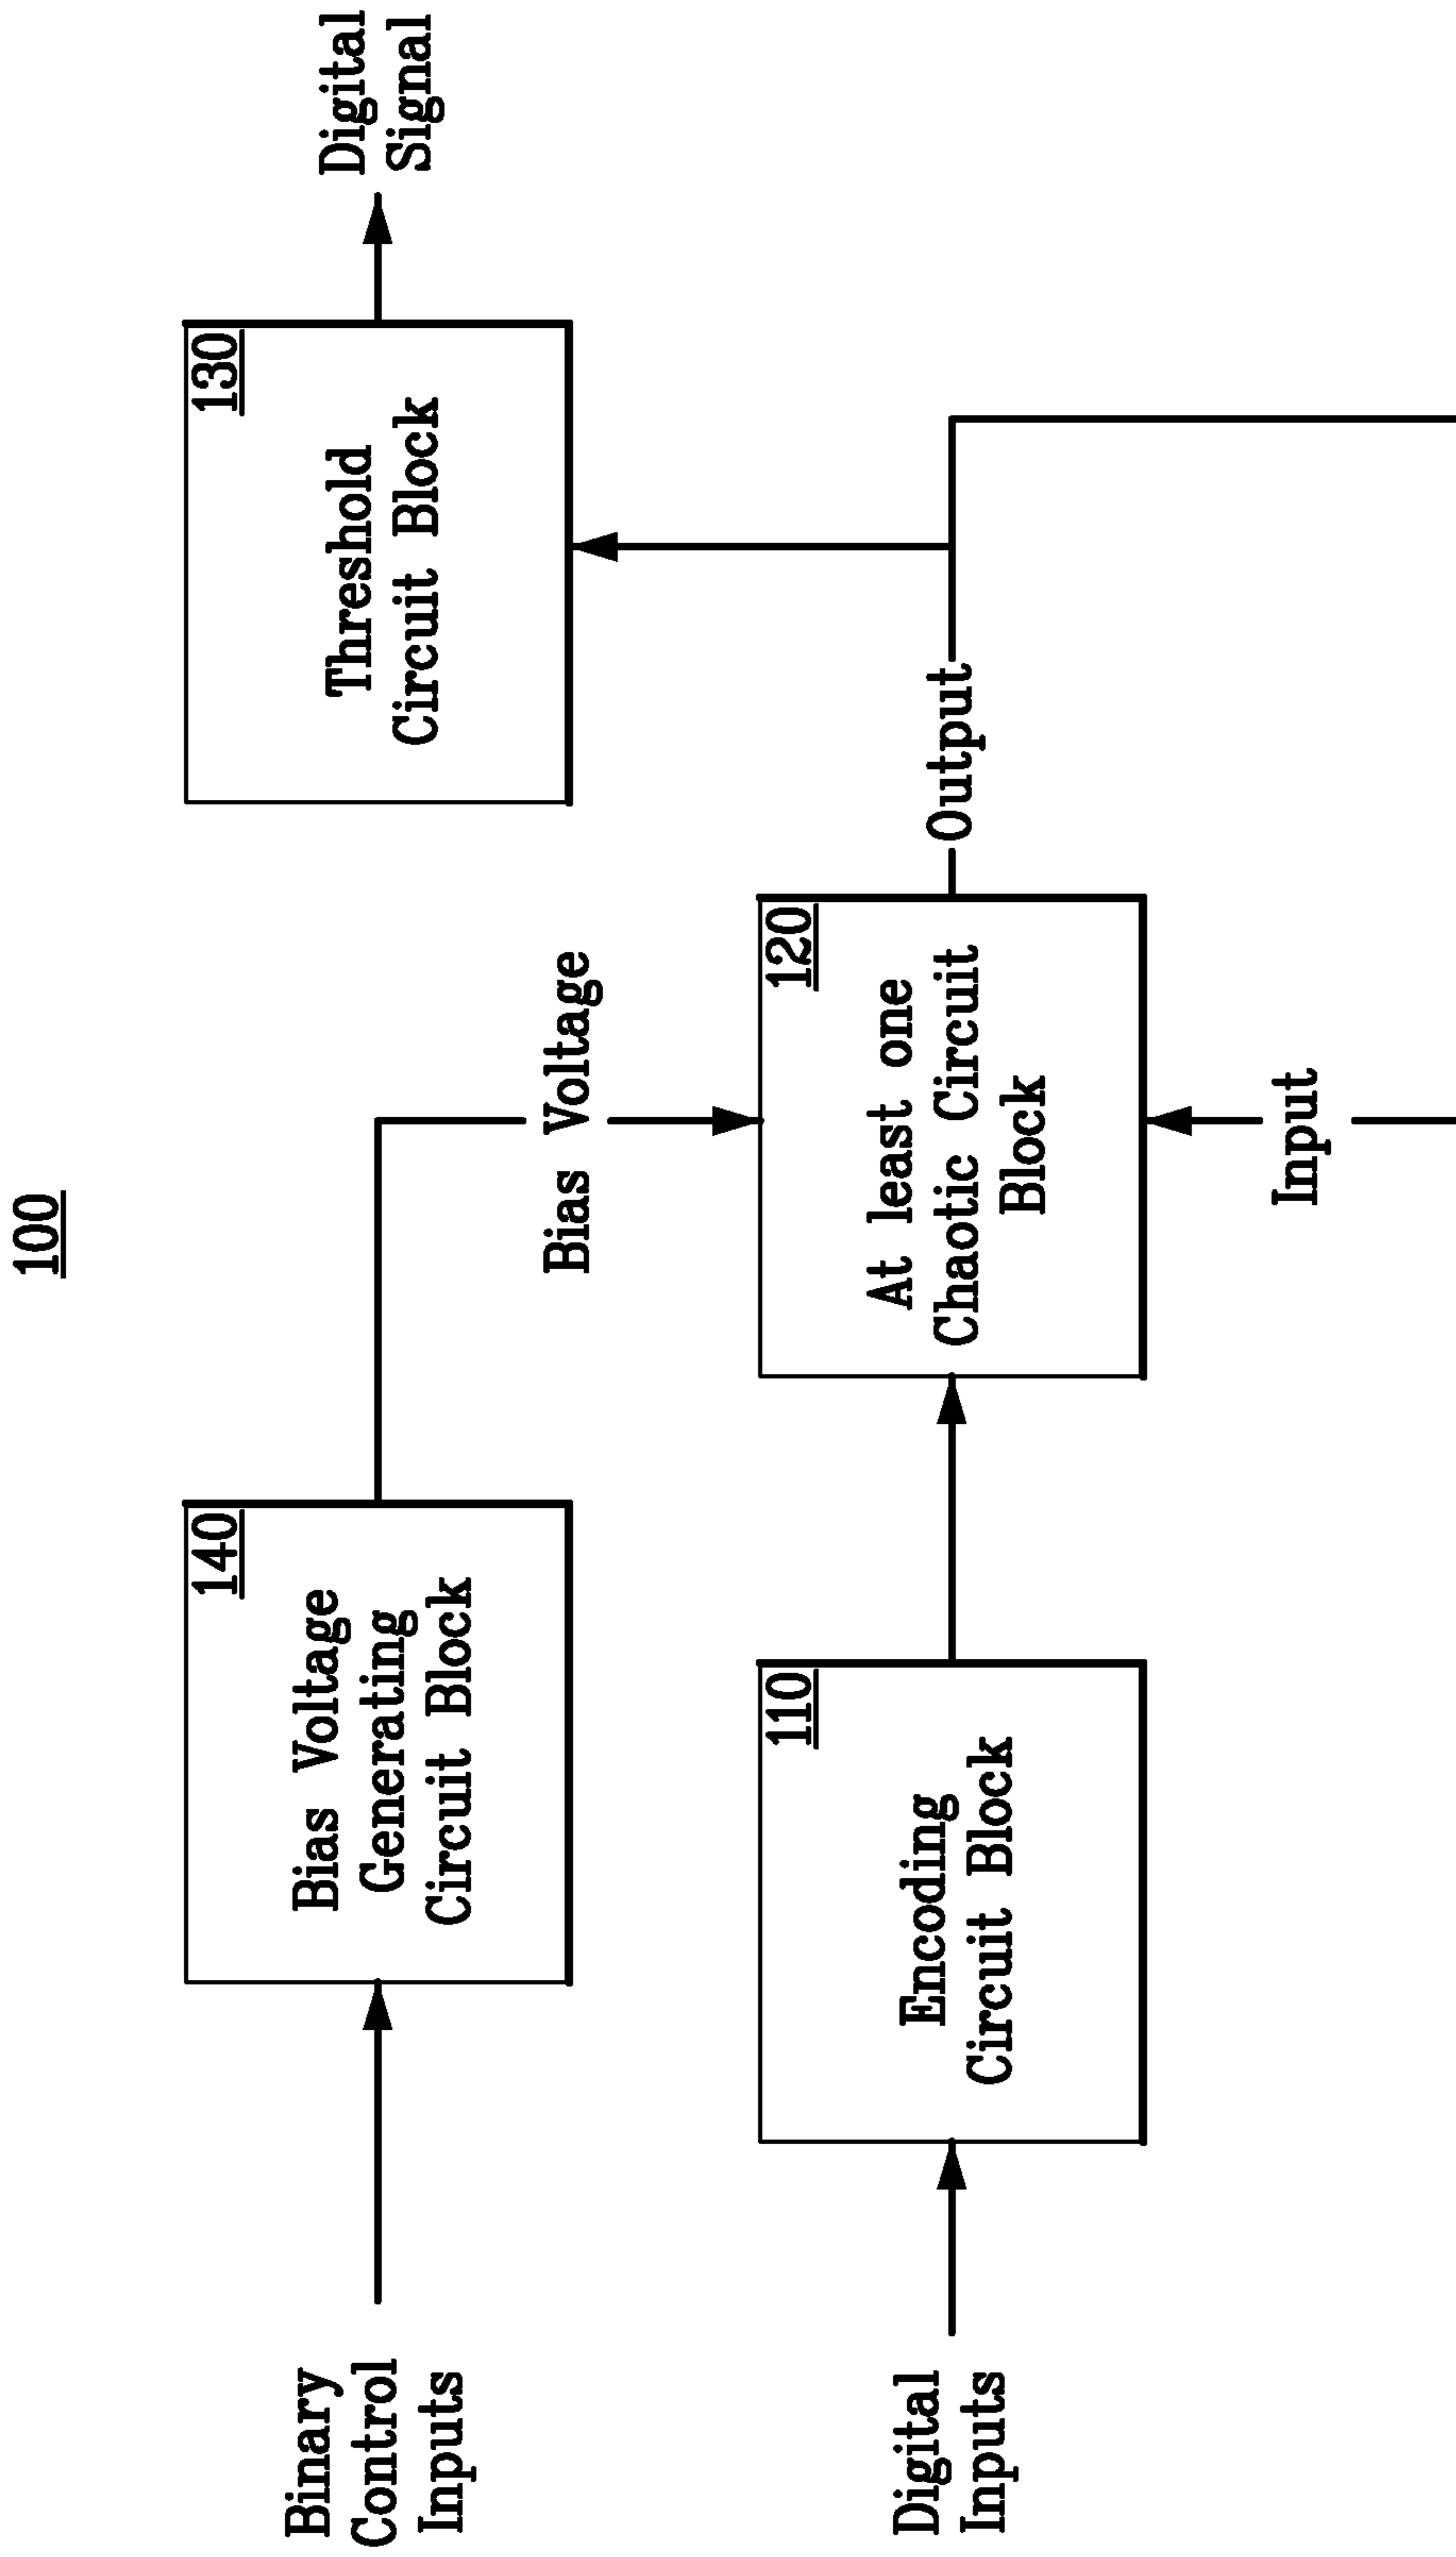 100
Binary
Control
Inputs
140
Bias Voltage
Generating
Circuit Block
130
Threshold
Circuit Block
Digital
Signal
Bias Voltage
Digital
Inputs
110
Encoding
Circuit Block
120
At least one
Chaotic Circuit
Block
Output
Input